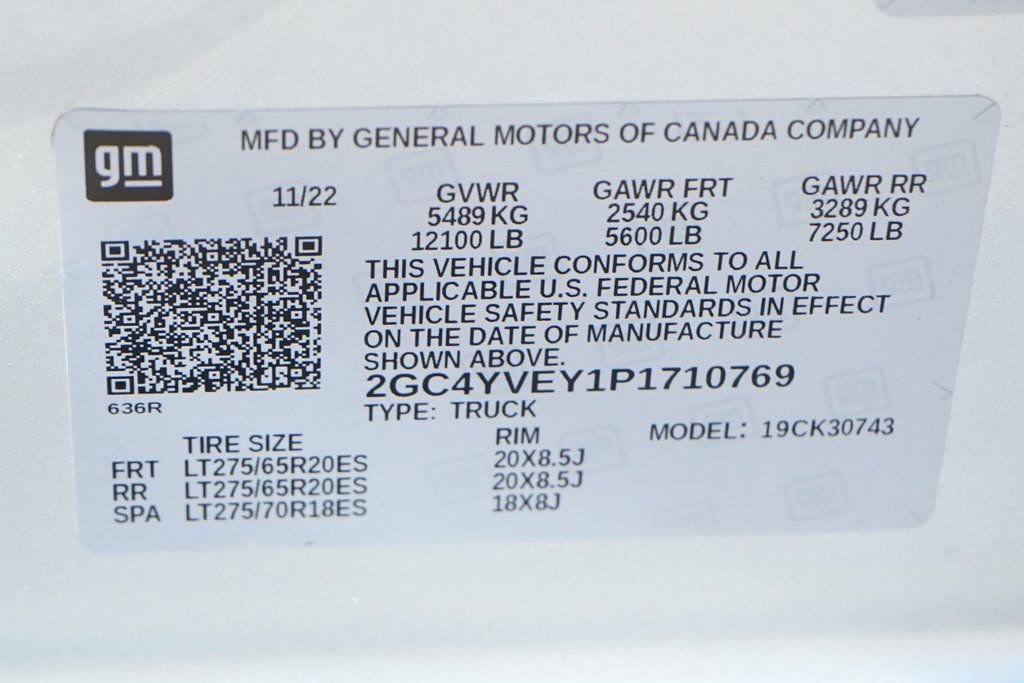 gm
MFD BY GENERAL MOTORS OF CANADA COMPANY
11/22 GVWR GAWR FRT GAWR RR
5489 KG 2540 KG 3289 KG
12100 LB 5600 LB 7250 LB
THIS VEHICLE CONFORMS TO ALL
APPLICABLE U.S. FEDERAL MOTOR
VEHICLE SAFETY STANDARDS IN EFFECT
ON THE DATE OF MANUFACTURE
SHOWN ABOVE.
2GC4YVEY1P1710769
636R
TYPE: TRUCK
TIRE SIZE RIM MODEL: 19CK30743
FRT LT275/65R20ES 20X8.5J
RR LT275/65R20ES 20X8.5J
SPA LT275/70R18ES 18X8J